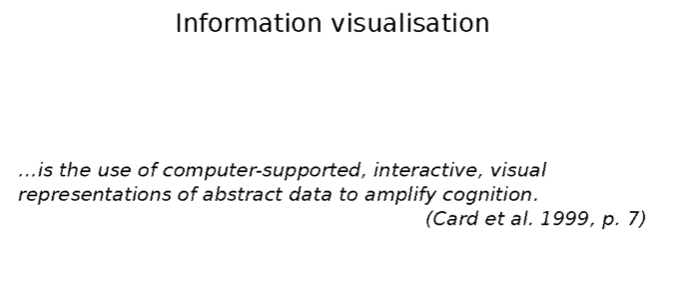 Information visualisation
...is the use of computer-supported, interactive, visual
representations of abstract data to amplify cognition.
(Card et al. 1999, p. 7)